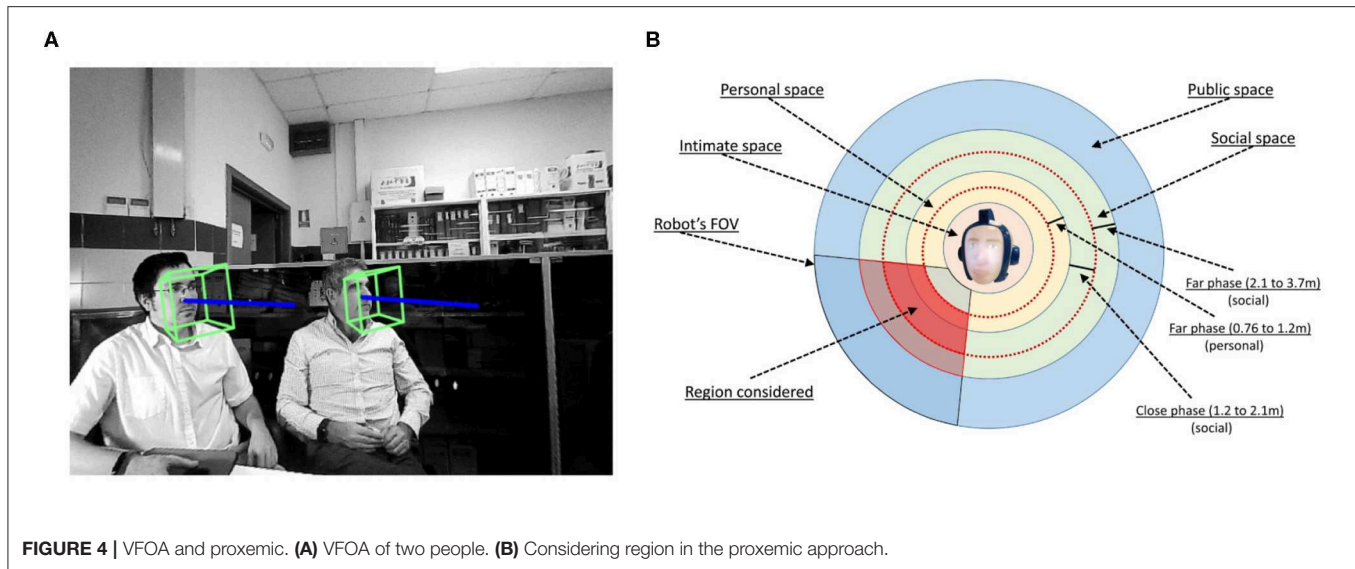 A
B
Personal space
Public space
Intimate space
Social space
Robot's FOV
Far phase (2.1 to 3.7m)
(social)
Far phase (0.76 to 1.2m)
(personal)
Region considered
Close phase (1.2 to 2.1m)
(social)
FIGURE 4 | VFOA and proxemic. (A) VFOA of two people. (B) Considering region in the proxemic approach.